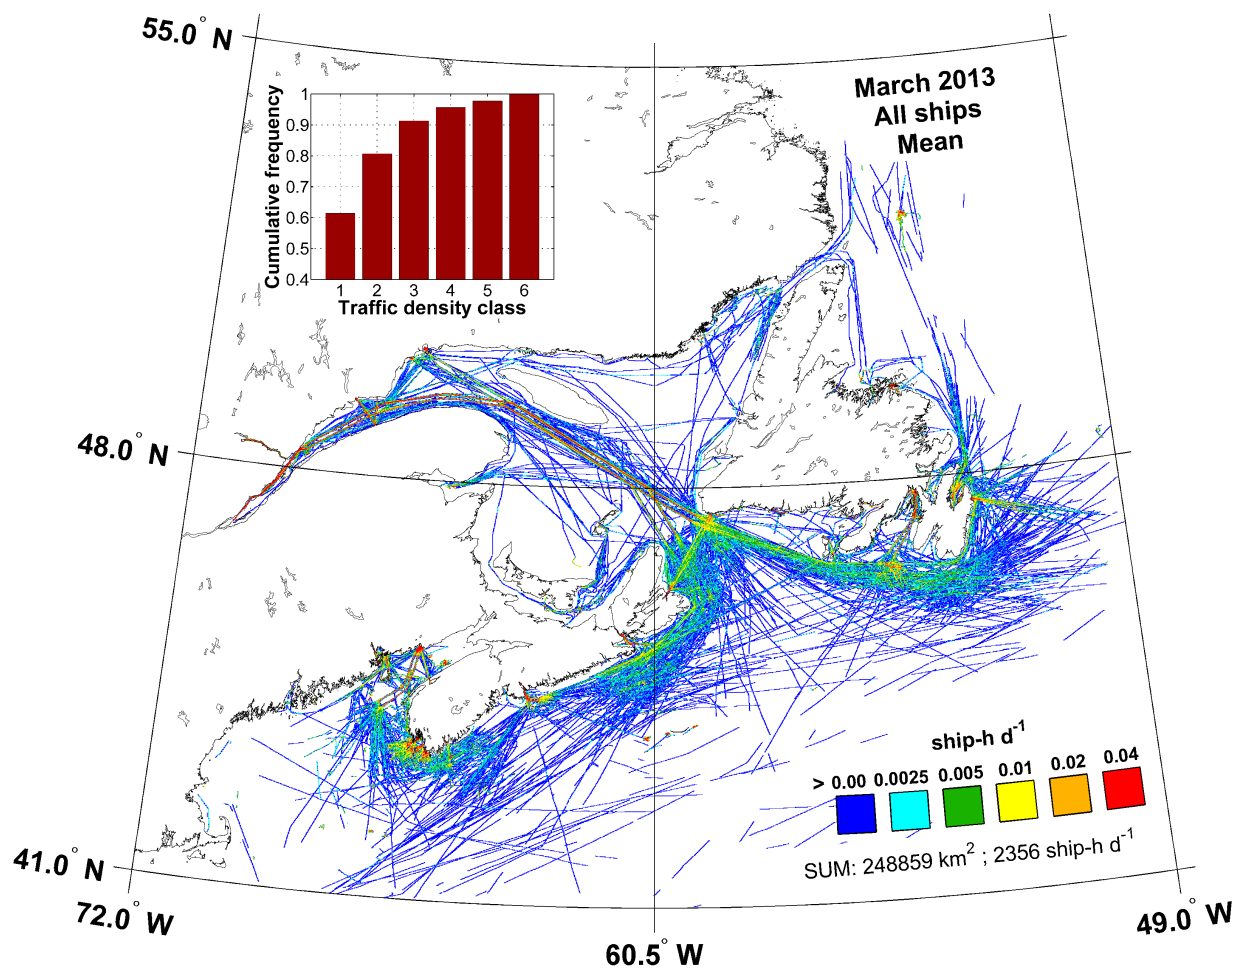 55.0° N
March 2013
All ships
Mean
Cumulative frequency
1
0.9
0.8
0.7
0.6
0.5
0.4
1 2 3 4 5 6
Traffic density class
48.0° N
ship-h d-1
> 0.00 0.0025 0.005 0.01 0.02 0.04
SUM: 248859 km2 ; 2356 ship-h d-1
41.0° N
72.0° W
60.5° W
49.0° W